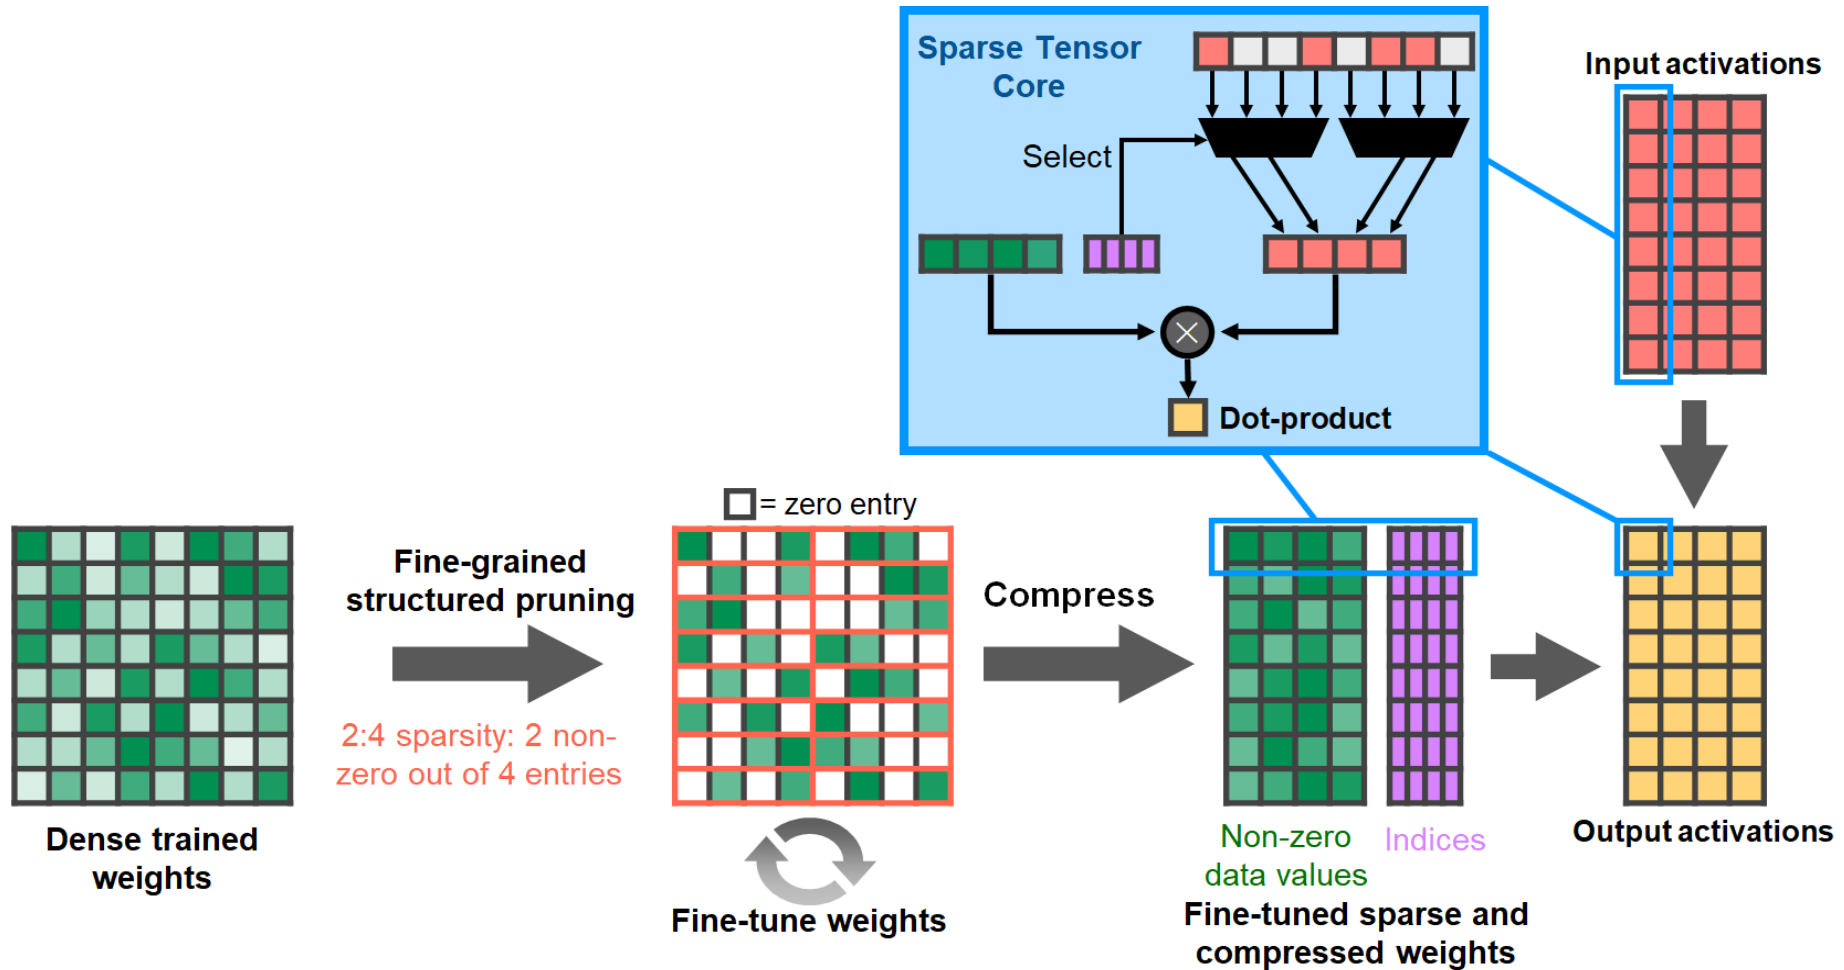 Sparse Tensor
Core
Select
Dot-product
Input activations
= zero entry
Fine-grained
structured pruning
2:4 sparsity: 2 non-
zero out of 4 entries
Compress
Dense trained
weights
Fine-tune weights
Non-zero
data values
Indices
Fine-tuned sparse and
compressed weights
Output activations